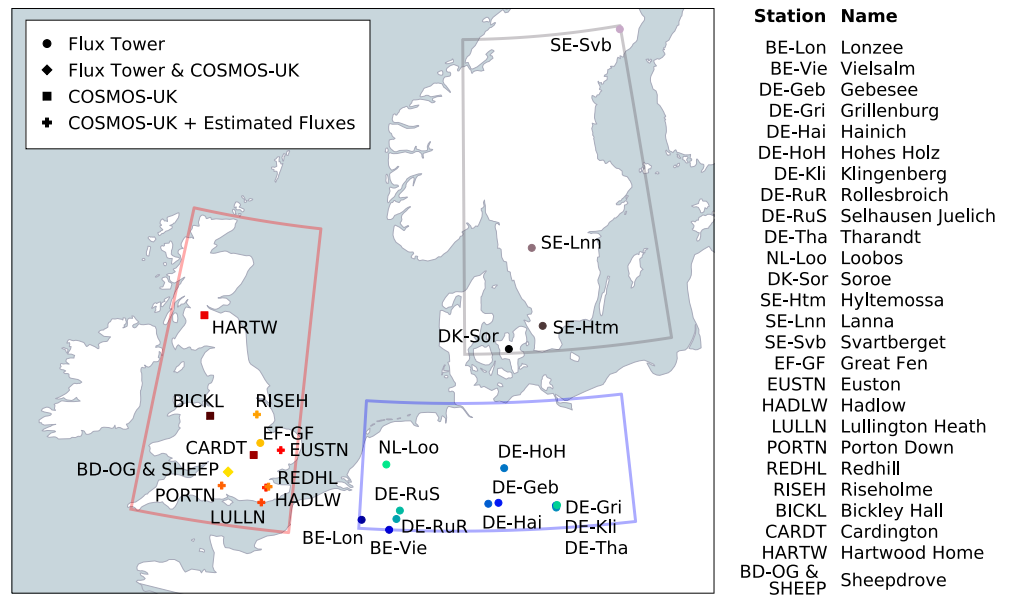 Flux Tower
Flux Tower & COSMOS-UK
COSMOS-UK
COSMOS-UK + Estimated Fluxes
SE-Svb
SE-Lnn
SE-Htm
DK-Sor
HARTW
BICKL
RISEH
EF-GF
CARDT
EUSTN
BD-OG & SHEEP
REDHL
PORTN
HADLW
LULLN
NL-Loo
DE-HoH
DE-RuS
DE-Geb
DE-Gri
DE-RuR
DE-Hai
DE-Kli
BE-Lon
BE-Vie
DE-Tha
Station Name
BE-Lon Lonzee
BE-Vie Vielsalm
DE-Geb Gebesee
DE-Gri Grillenburg
DE-Hai Hainich
DE-HoH Hohes Holz
DE-Kli Klingenberg
DE-RuR Rollesbroich
DE-RuS Selhausen Juelich
DE-Tha Tharandt
NL-Loo Loobos
DK-Sor Soroe
SE-Htm Hyltemossa
SE-Lnn Lanna
SE-Svb Svartberget
EF-GF Great Fen
EUSTN Euston
HADLW Hadlow
LULLN Lullington Heath
PORTN Porton Down
REDHL Redhill
RISEH Riseholme
BICKL Bickley Hall
CARDT Cardington
HARTW Hartwood Home
BD-OG &
SHEEP Sheepdrove